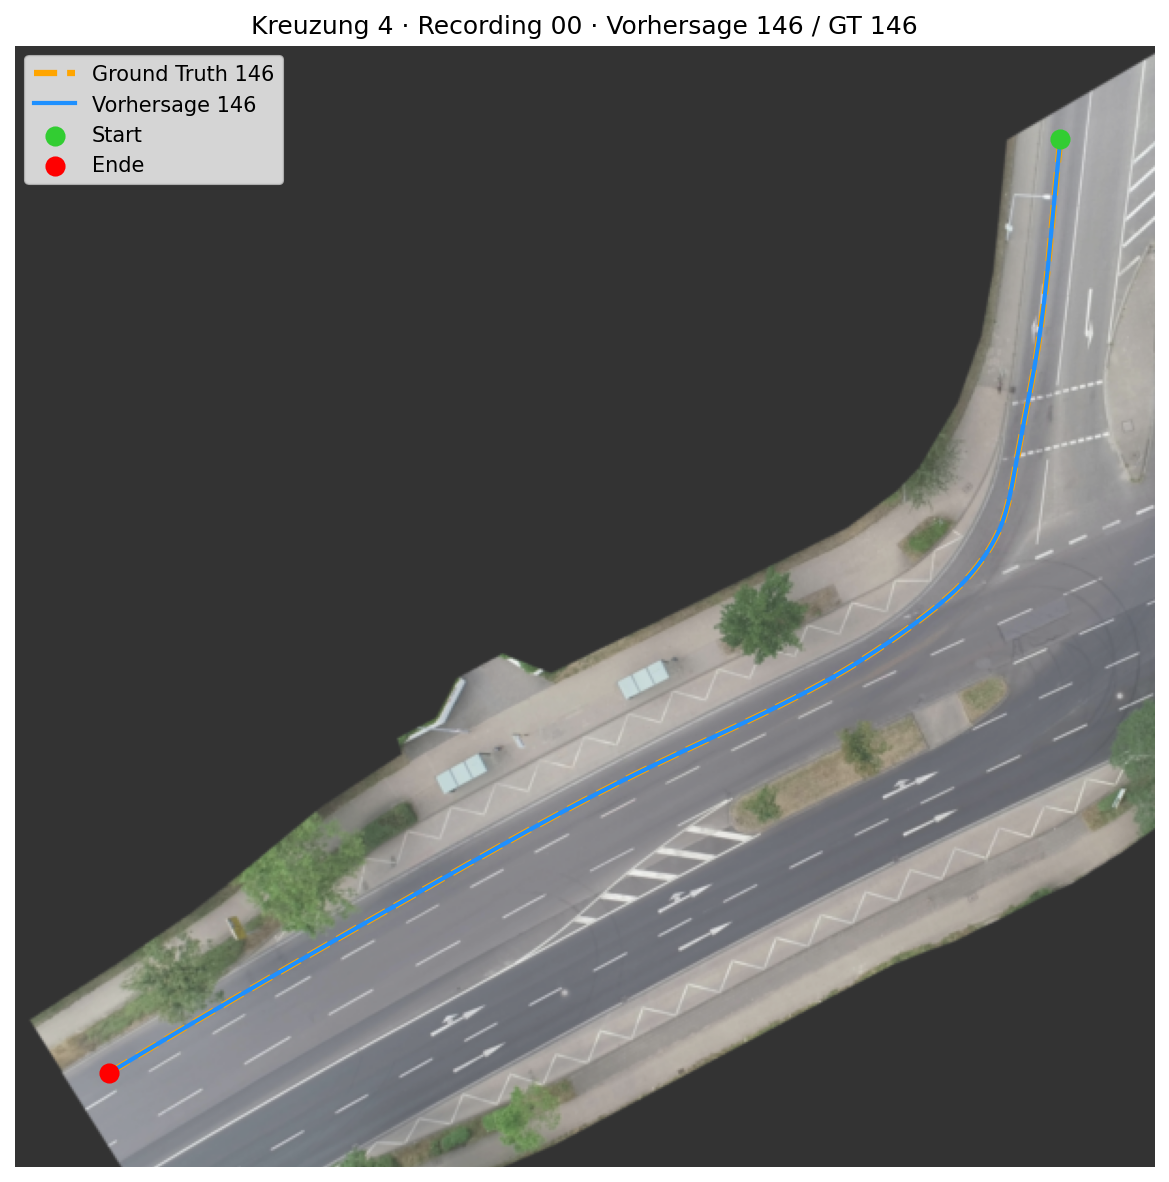 Kreuzung 4 · Recording 00 · Vorhersage 146 / GT 146
Ground Truth 146
Vorhersage 146
Start
Ende